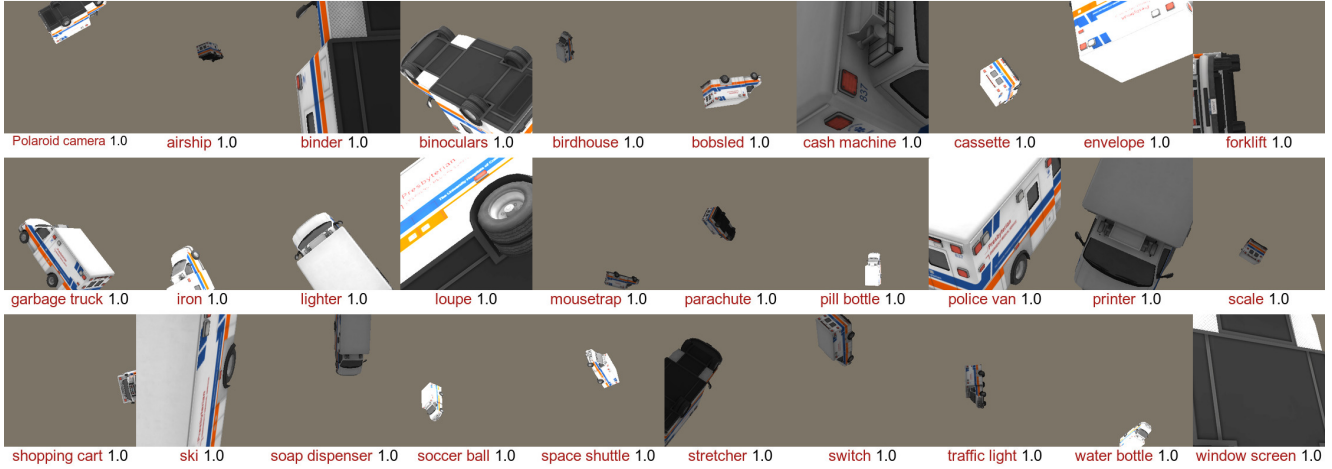 Polaroid camera 1.0
airship 1.0
binder 1.0
binoculars 1.0
birdhouse 1.0
bobsled 1.0
cash machine 1.0
cassette 1.0
envelope 1.0
forklift 1.0
837
garbage truck 1.0
iron 1.0
lighter 1.0
loupe 1.0
mousetrap 1.0
parachute 1.0
pill bottle 1.0
police van 1.0
printer 1.0
scale 1.0
Presbyterian
shopping cart 1.0
ski 1.0
soap dispenser 1.0
soccer ball 1.0
space shuttle 1.0
stretcher 1.0
switch 1.0
traffic light 1.0
water bottle 1.0
window screen 1.0